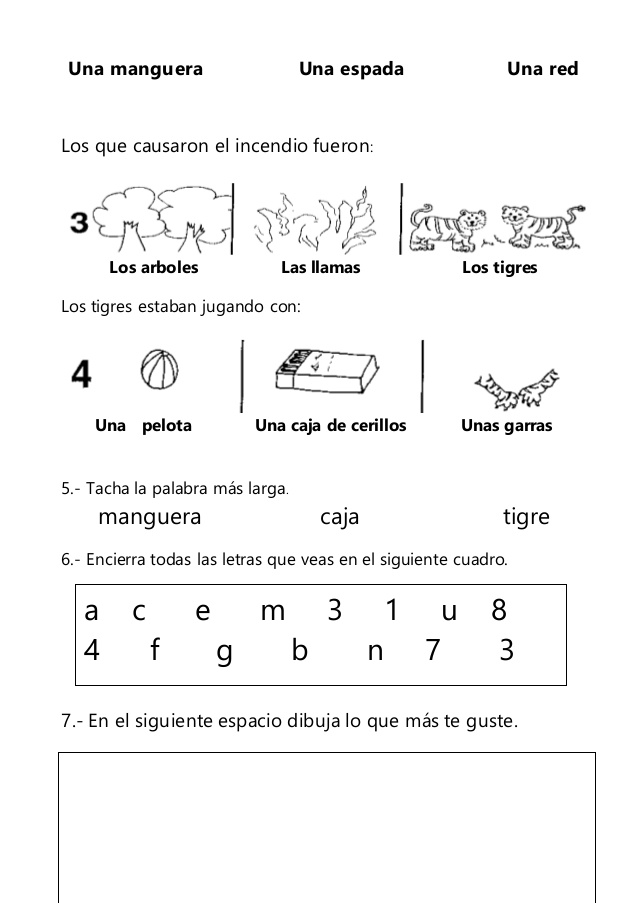 Una manguera Una espada Una red
Los que causaron el incendio fueron:
3
Los arboles Las llamas Los tigres
Los tigres estaban jugando con:
4
Una pelota Una caja de cerillos Unas garras
5.- Tacha la palabra más larga.
manguera caja tigre
6.- Encierra todas las letras que veas en el siguiente cuadro.
a c e m 3 1 u 8
4 f g b n 7 3
7.- En el siguiente espacio dibuja lo que más te guste.